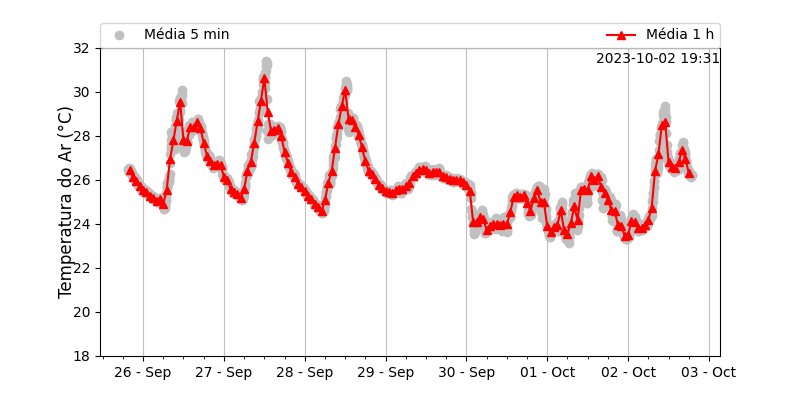 Média 5 min
Média 1 h
2023-10-02 19:31
Temperatura do Ar (°C)
32
30
28
26
24
22
20
18
26 - Sep
27 - Sep
28 - Sep
29 - Sep
30 - Sep
01 - Oct
02 - Oct
03 - Oct